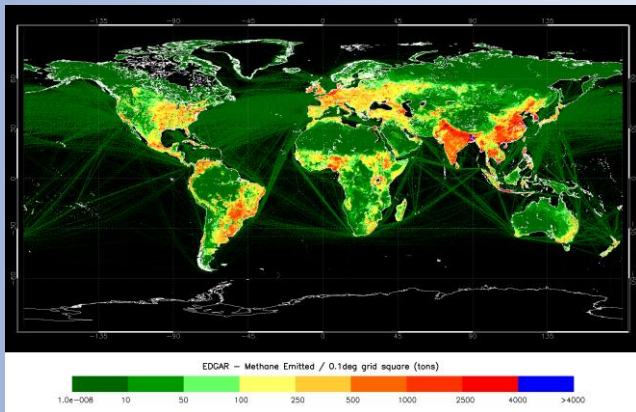 -135 -90 -45 0 45 90 135
-135 -90 -45 0 45 90 135
EDGAR - Methane Emitted / 0.1deg grid square (tons)
1.0e-008 10 50 100 250 500 1000 2500 4000 >4000